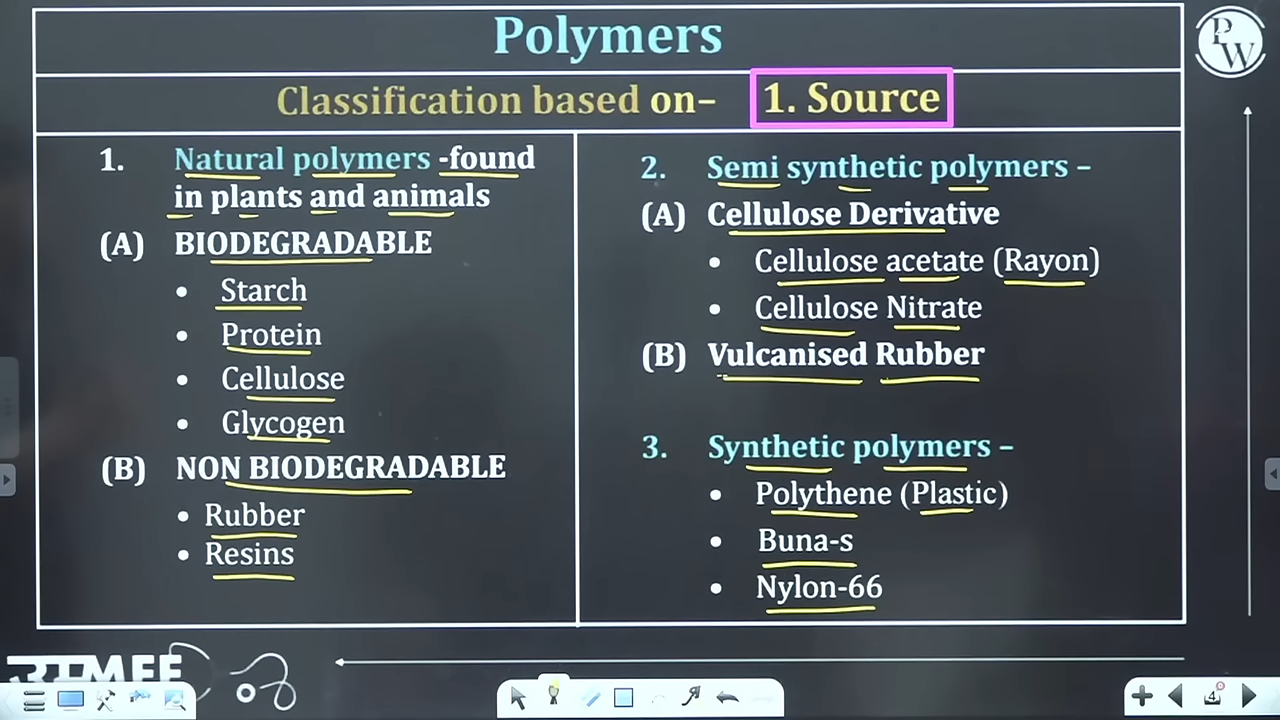 Polymers
PW
Classification based on– 1. Source
1. Natural polymers -found
in plants and animals
(A) BIODEGRADABLE
• Starch
• Protein
• Cellulose
• Glycogen
(B) NON BIODEGRADABLE
• Rubber
• Resins
2. Semi synthetic polymers –
(A) Cellulose Derivative
• Cellulose acetate (Rayon)
• Cellulose Nitrate
(B) Vulcanised Rubber
3. Synthetic polymers –
• Polythene (Plastic)
• Buna-s
• Nylon-66
4